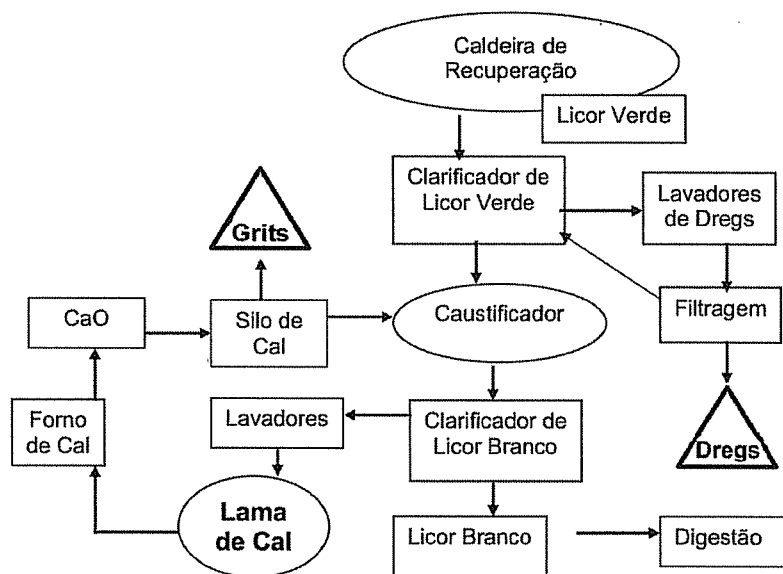 Caldeira de
Recuperação
Licor Verde
Clarificador de
Licor Verde
Lavadores
de Dregs
Grits
CaO
Silo de
Cal
Caustificador
Filtragem
Forno
de Cal
Lavadores
Clarificador de
Licor Branco
Dregs
Lama
de Cal
Licor Branco
Digestão